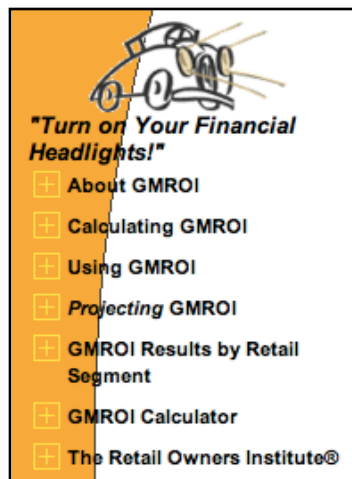 "Turn on Your Financial
Headlights!"
About GMROI
Calculating GMROI
Using GMROI
Projecting GMROI
GMROI Results by Retail
Segment
GMROI Calculator
The Retail Owners Institute®